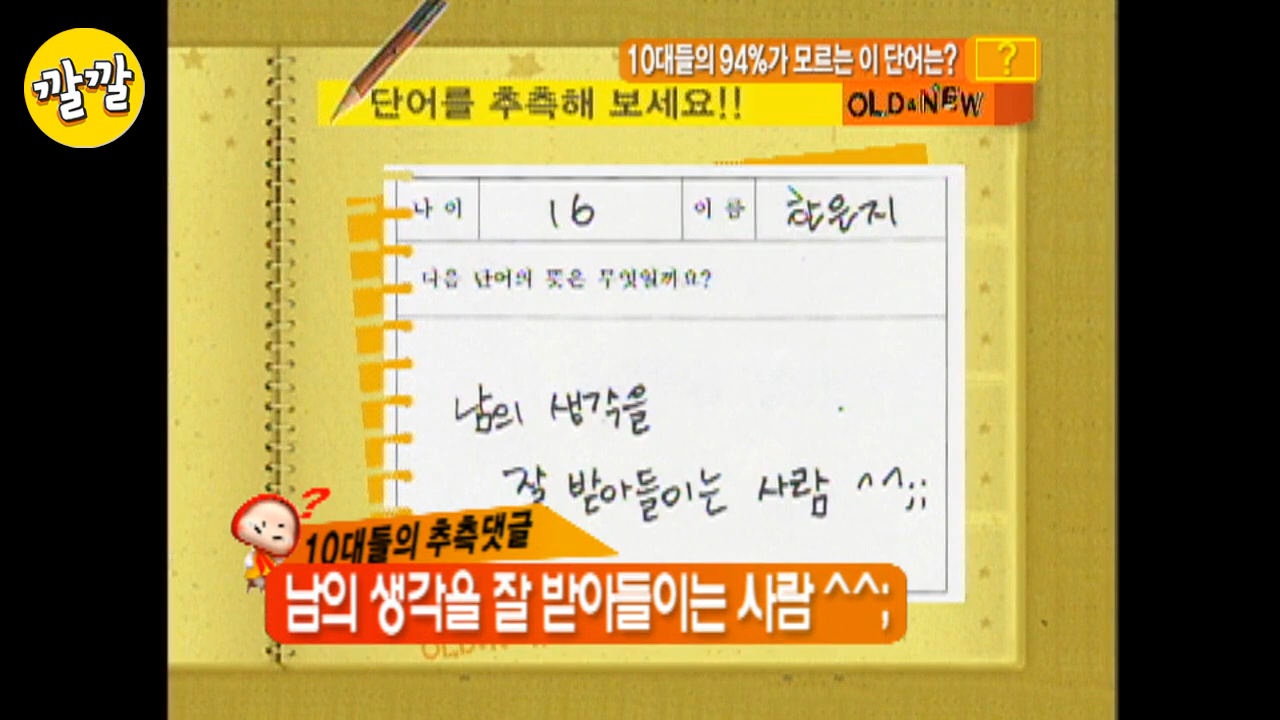 깔깔
10대들의 94%가 모르는 이 단어는?
?
단어를 추측해 보세요!!
OLD & NEW
나 이
16
이 름
한윤지
다음 단어의 뜻은 무엇일까요?
남의 생각을
잘 받아들이는 사람 ^^;;
?
10대들의 추측댓글
남의 생각을 잘 받아들이는 사람 ^^;